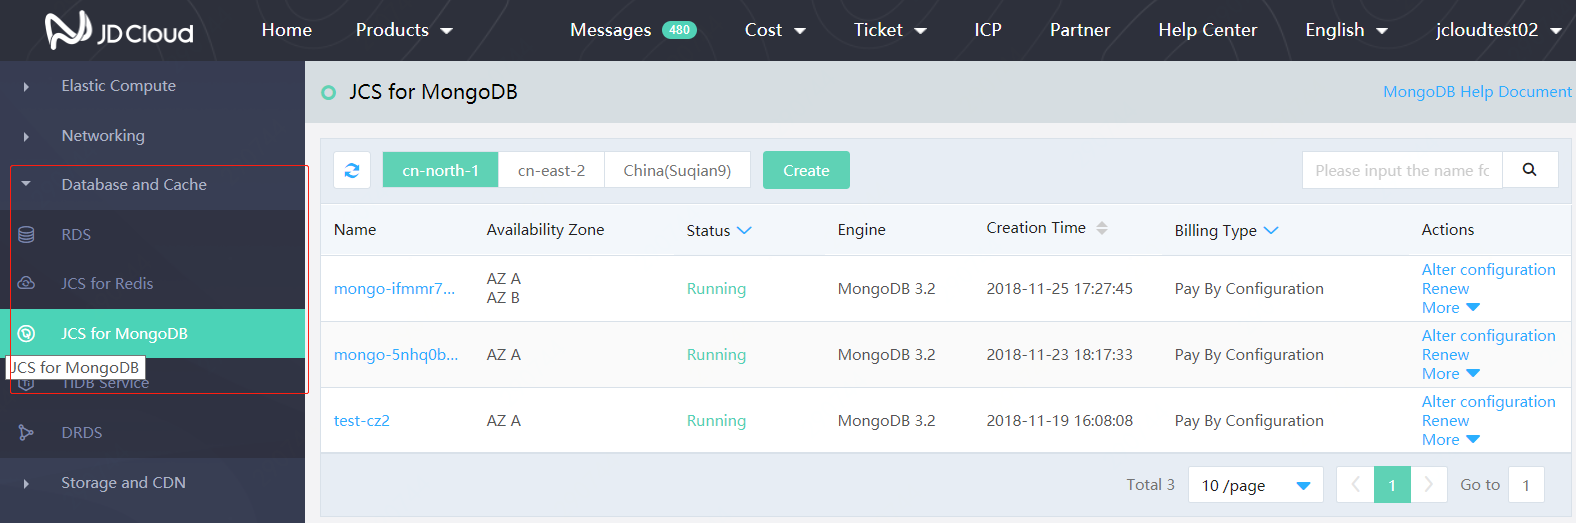 JD Cloud Home Products Messages 480 Cost Ticket ICP Partner Help Center English jcloudtest02
Elastic Compute
Networking
Database and Cache
RDS
JCS for Redis
JCS for MongoDB
JCS for MongoDB
TiDB Service
DRDS
Storage and CDN
JCS for MongoDB MongoDB Help Document
cn-north-1 cn-east-2 China(Suqian9) Create Please input the name fo
Name Availability Zone Status Engine Creation Time Billing Type Actions
mongo-ifmmr7... AZ A AZ B Running MongoDB 3.2 2018-11-25 17:27:45 Pay By Configuration Alter configuration Renew More
mongo-5nhq0b... AZ A Running MongoDB 3.2 2018-11-23 18:17:33 Pay By Configuration Alter configuration Renew More
test-cz2 AZ A Running MongoDB 3.2 2018-11-19 16:08:08 Pay By Configuration Alter configuration Renew More
Total 3 10 /page 1 Go to 1